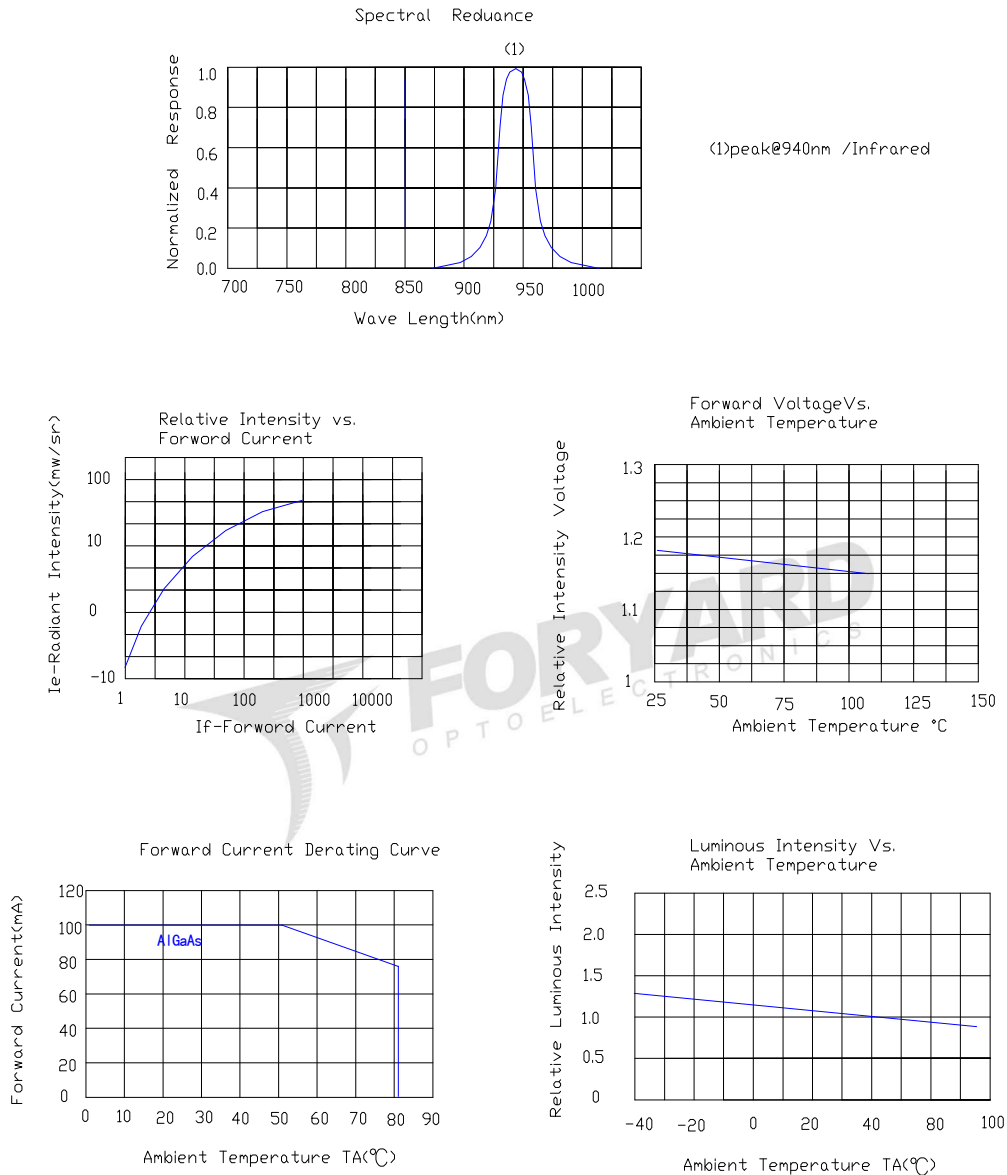 Spectral Reduance
(1)
Normalized Response
1.0
0.8
0.6
0.4
0.2
0.0
700 750 800 850 900 950 1000
Wave Length(nm)
(1)peak@940nm /Infrared
Relative Intensity vs.
Forword Current
Ie-Radiant Intensity(mw/sr)
100
10
0
-10
1 10 100 1000 10000
If-Forword Current
Forward VoltageVs.
Ambient Temperature
Relative Intensity Voltage
1.3
1.2
1.1
1
25 50 75 100 125 150
Ambient Temperature °C
FORYARD
OPTOELECTRONICS
Forward Current Derating Curve
Forward Current(mA)
120
100
80
60
40
20
0
AlGaAs
0 10 20 30 40 50 60 70 80 90
Ambient Temperature TA(℃)
Luminous Intensity Vs.
Ambient Temperature
Relative Luminous Intensity
2.5
2.0
1.5
1.0
0.5
0
-40 -20 0 20 40 80 100
Ambient Temperature TA(℃)